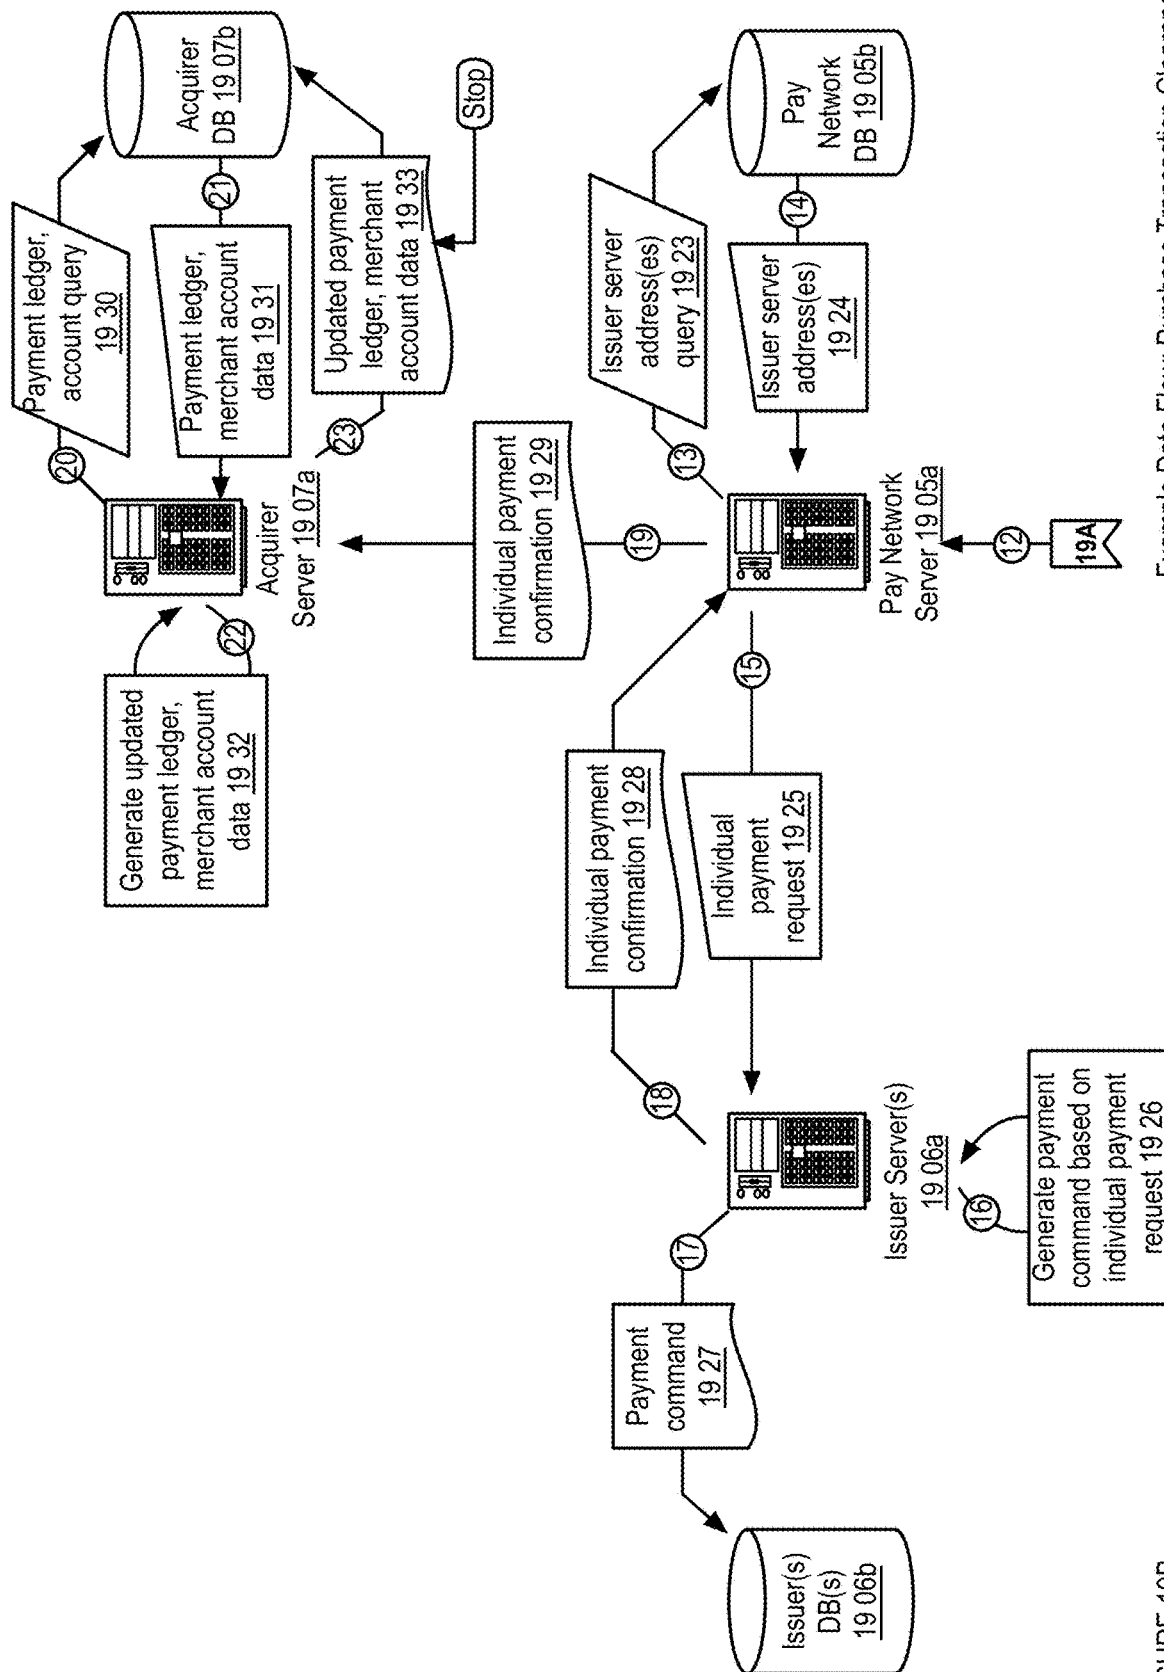 Issuer(s)
DB(s)
19 06b
Payment
command
19 27
17
Issuer Server(s)
19 06a
16
Generate payment
command based on
individual payment
request 19 26
18
Individual payment
confirmation 19 28
Individual
payment
request 19 25
15
Generate updated
payment ledger,
merchant account
data 19 32
22
Acquirer
Server 19 07a
Individual payment
confirmation 19 29
19
Pay Network
Server 19 05a
12
19A
13
Issuer server
address(es)
query 19 23
Issuer server
address(es)
19 24
14
Pay
Network
DB 19 05b
20
Payment ledger,
account query
19 30
Payment ledger,
merchant account
data 19 31
21
23
Updated payment
ledger, merchant
account data 19 33
Acquirer
DB 19 07b
Stop